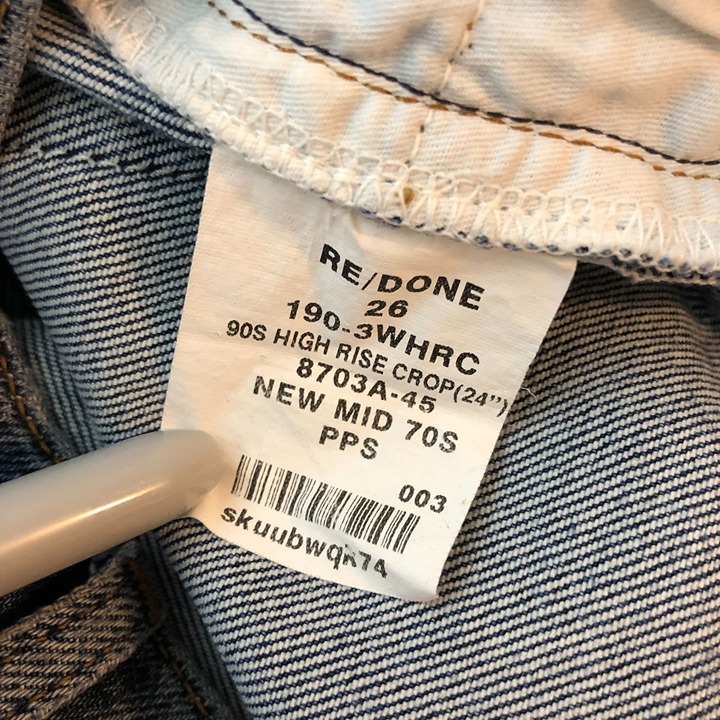 RE/DONE
26
190-3WHRC
90S HIGH RISE CROP(24")
8703A-45
NEW MID 70S
PPS
003